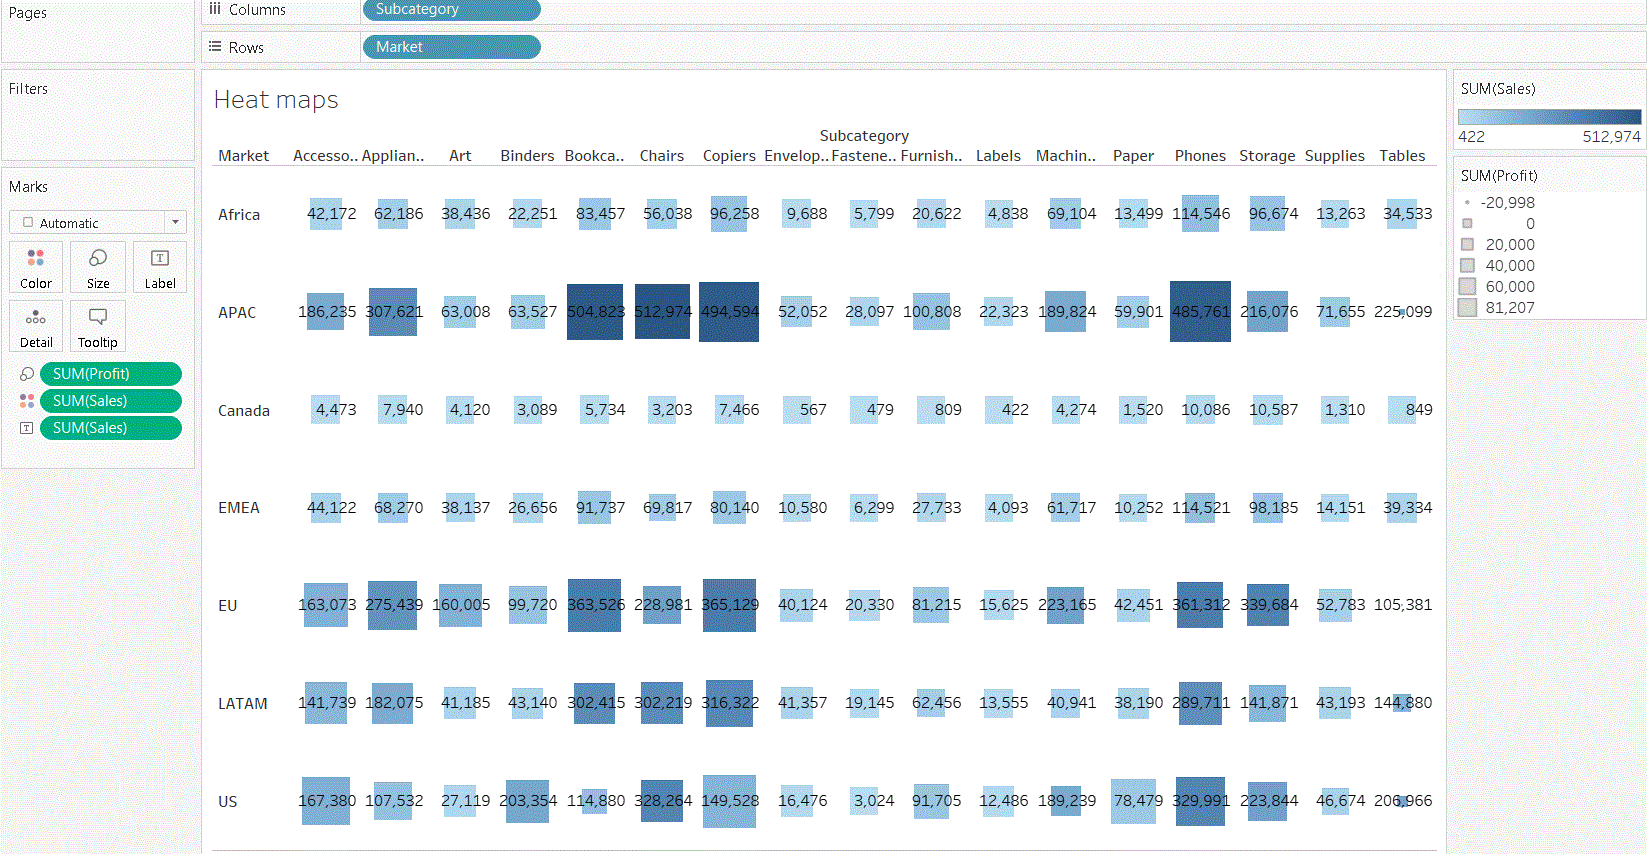 Pages
Columns Subcategory
Rows Market
Filters
Marks
Automatic
Color Size Label
Detail Tooltip
SUM(Profit)
SUM(Sales)
SUM(Sales)
Heat maps
Subcategory
Market Accesso.. Applian.. Art Binders Bookca.. Chairs Copiers Envelop.. Fastene.. Furnish.. Labels Machin.. Paper Phones Storage Supplies Tables
Africa 42,172 62,186 38,436 22,251 83,457 56,038 96,258 9,688 5,799 20,622 4,838 69,104 13,499 114,546 96,674 13,263 34,533
APAC 186,235 307,621 63,008 63,527 504,823 512,974 494,594 52,052 28,097 100,808 22,323 189,824 59,901 485,761 216,076 71,655 225,099
Canada 4,473 7,940 4,120 3,089 5,734 3,203 7,466 567 479 809 422 4,274 1,520 10,086 10,587 1,310 849
EMEA 44,122 68,270 38,137 26,656 91,737 69,817 80,140 10,580 6,299 27,733 4,093 61,717 10,252 114,521 98,185 14,151 39,334
EU 163,073 275,439 160,005 99,720 363,526 228,981 365,129 40,124 20,330 81,215 15,625 223,165 42,451 361,312 339,684 52,783 105,381
LATAM 141,739 182,075 41,185 43,140 302,415 302,219 316,322 41,357 19,145 62,456 13,555 40,941 38,190 289,711 141,871 43,193 144,880
US 167,380 107,532 27,119 203,354 114,880 328,264 149,528 16,476 3,024 91,705 12,486 189,239 78,479 329,991 223,844 46,674 206,966
SUM(Sales)
422 512,974
SUM(Profit)
-20,998
0
20,000
40,000
60,000
81,207